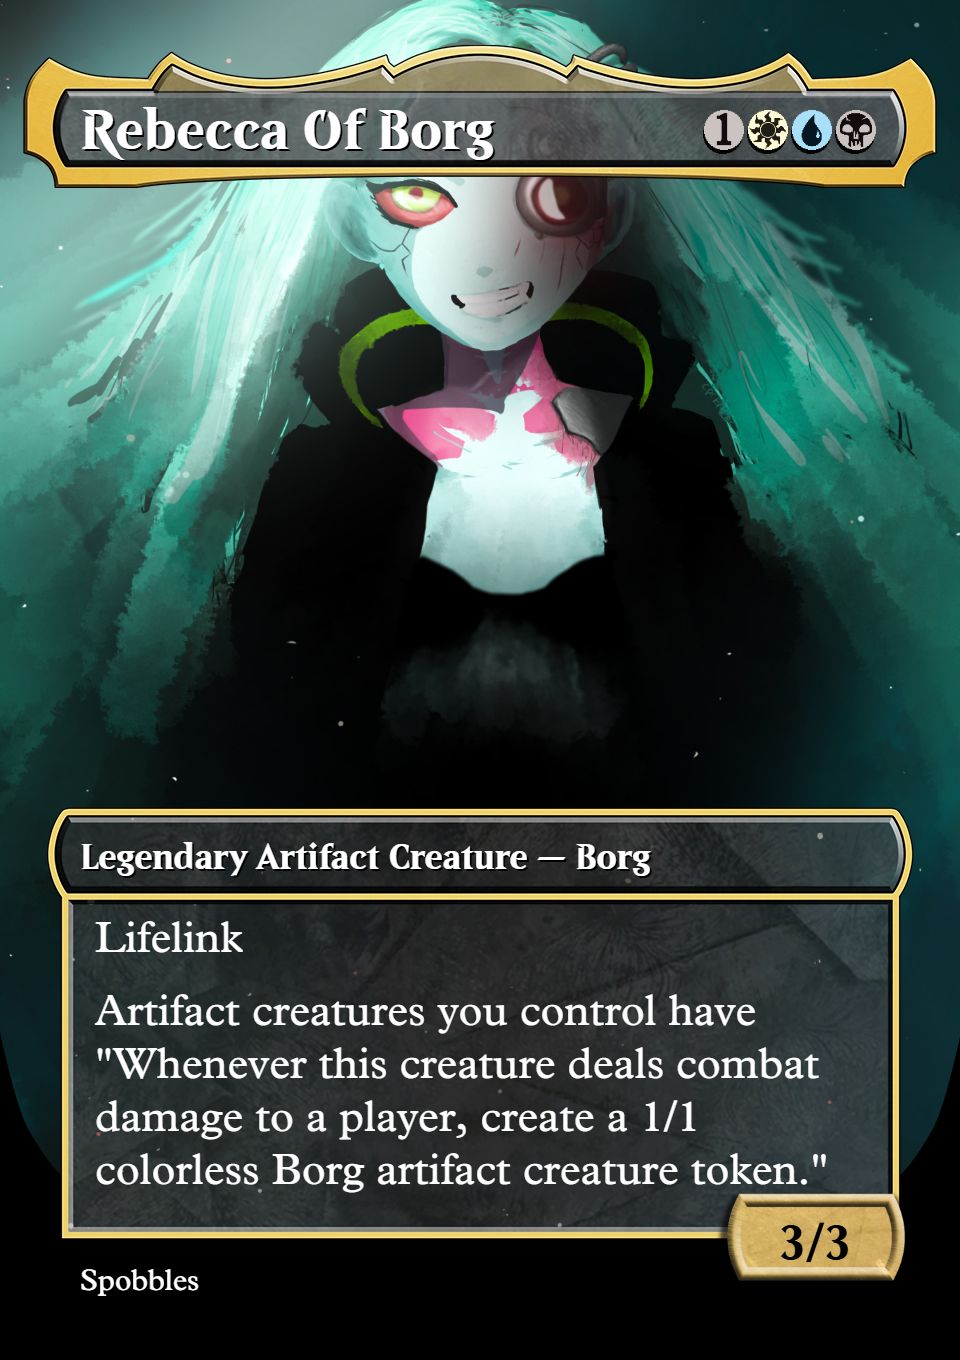 Rebecca Of Borg 1
Legendary Artifact Creature — Borg
Lifelink
Artifact creatures you control have
"Whenever this creature deals combat
damage to a player, create a 1/1
colorless Borg artifact creature token."
3/3
Spobbles